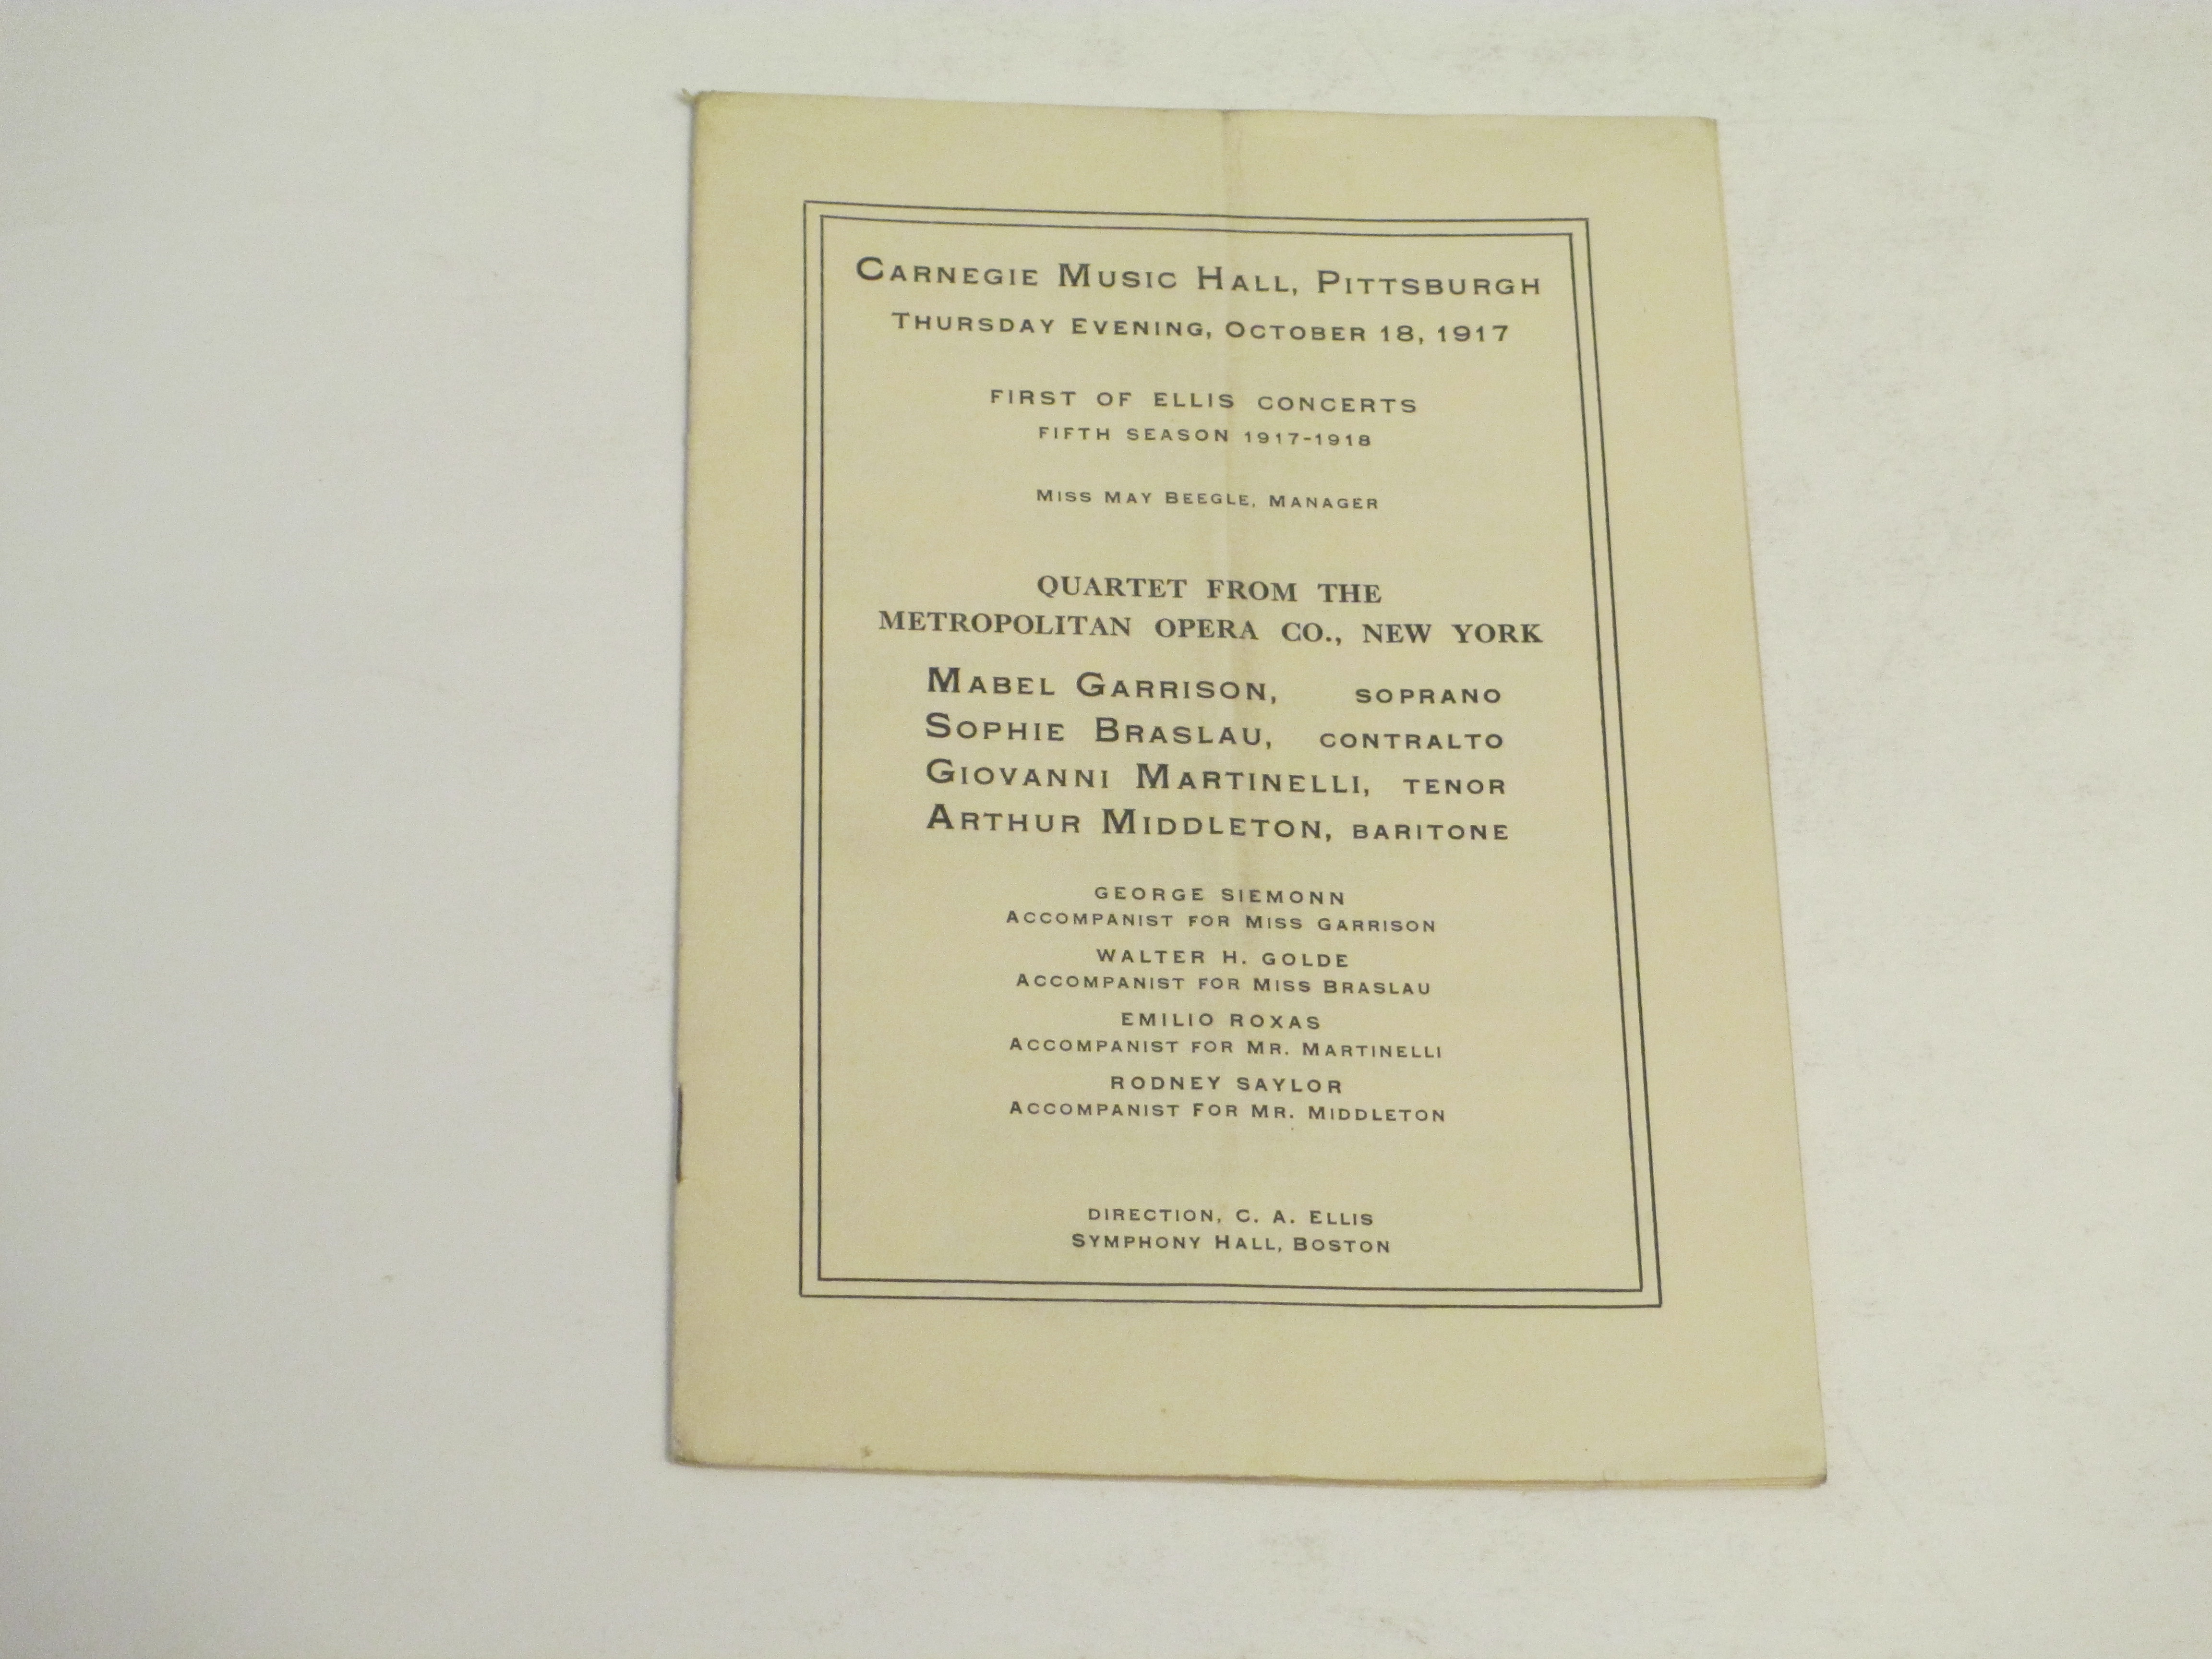 CARNEGIE MUSIC HALL, PITTSBURGH
THURSDAY EVENING, OCTOBER 18, 1917
FIRST OF ELLIS CONCERTS
FIFTH SEASON 1917-1918
MISS MAY BEEGLE, MANAGER
QUARTET FROM THE
METROPOLITAN OPERA CO., NEW YORK
MABEL GARRISON, SOPRANO
SOPHIE BRASLAU, CONTRALTO
GIOVANNI MARTINELLI, TENOR
ARTHUR MIDDLETON, BARITONE
GEORGE SIEMONN
ACCOMPANIST FOR MISS GARRISON
WALTER H. GOLDE
ACCOMPANIST FOR MISS BRASLAU
EMILIO ROXAS
ACCOMPANIST FOR MR. MARTINELLI
RODNEY SAYLOR
ACCOMPANIST FOR MR. MIDDLETON
DIRECTION, C. A. ELLIS
SYMPHONY HALL, BOSTON